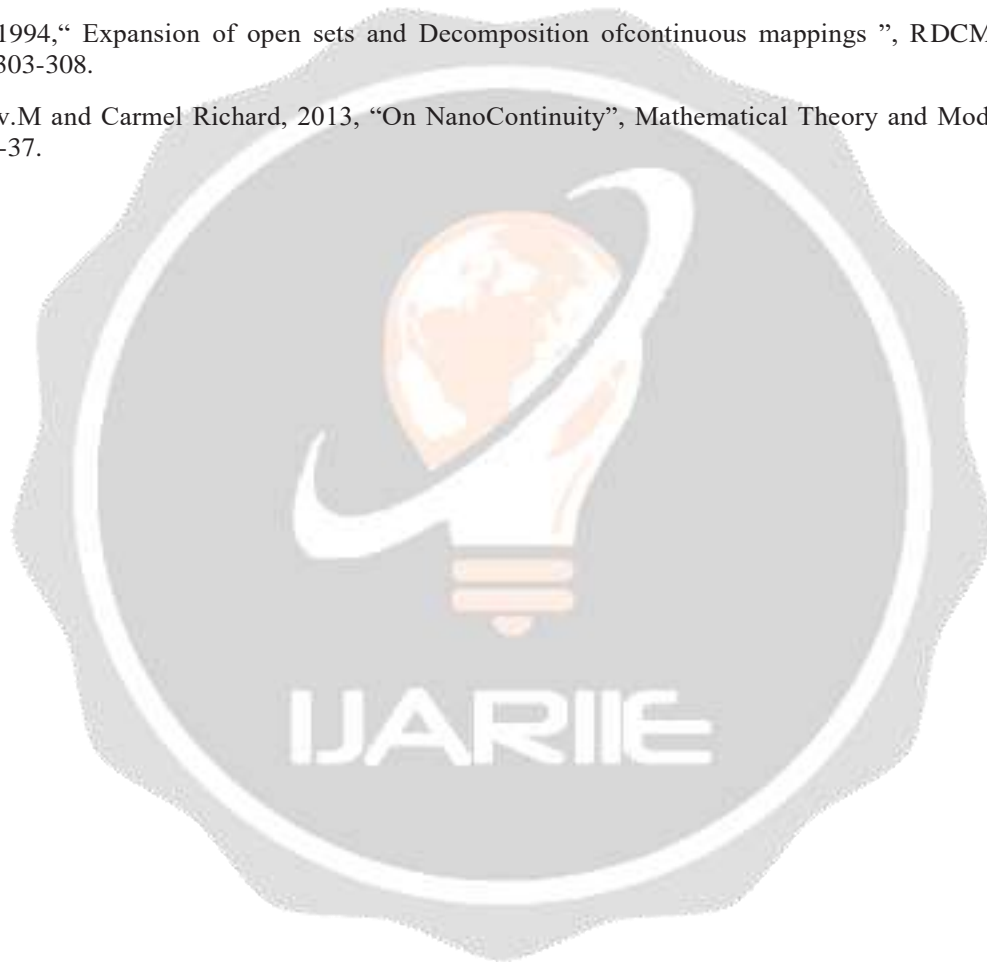 1994,“ Expansion of open sets and Decomposition ofcontinuous mappings ”, RDCM
303-308.
v.M and Carmel Richard, 2013, “On NanoContinuity”, Mathematical Theory and Mod
-37.
IJARIIE